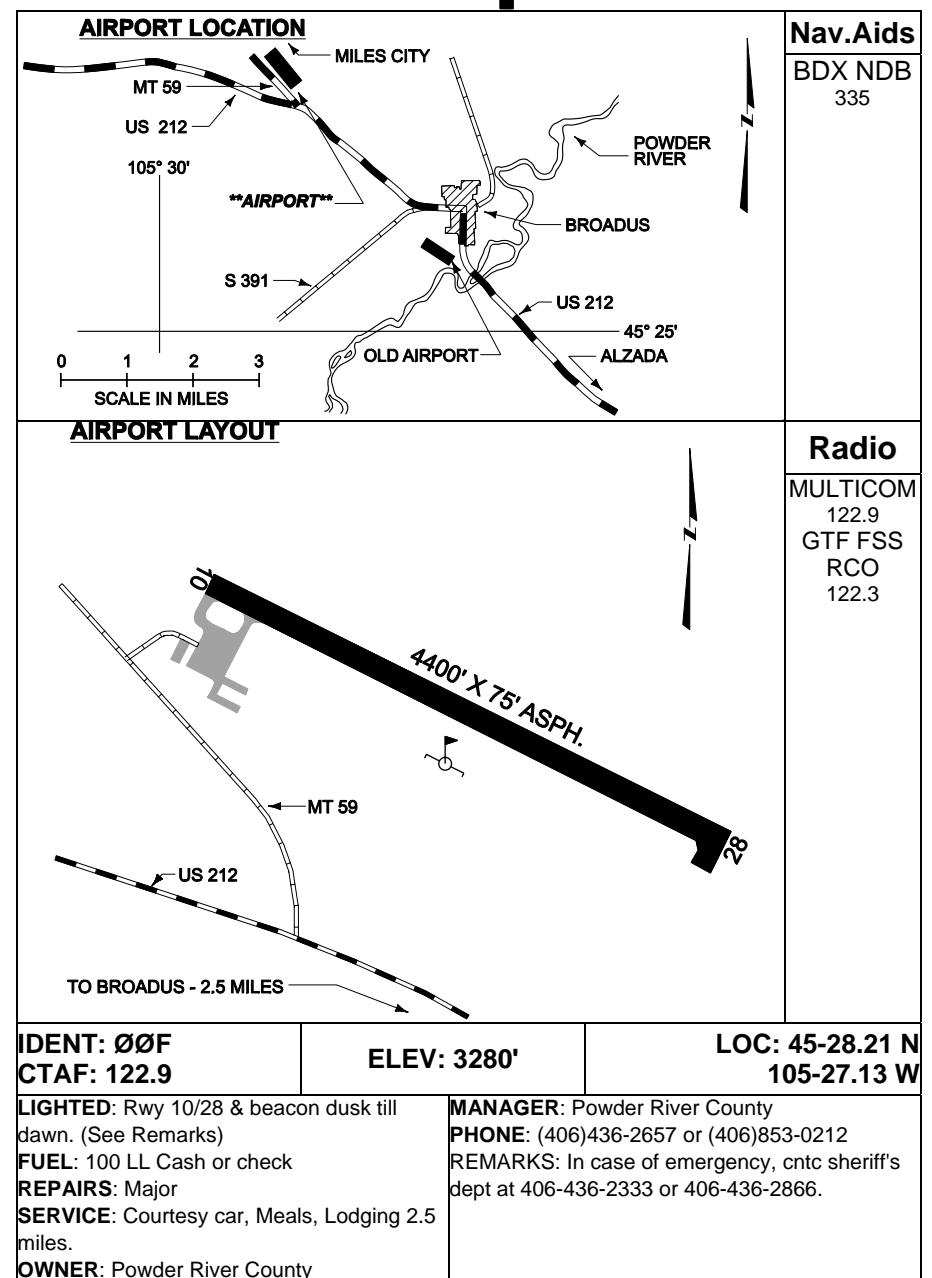 AIRPORT LOCATION
MILES CITY
MT 59
US 212
105° 30'
**AIRPORT**
POWDER
RIVER
BROADUS
S 391
US 212
45° 25'
OLD AIRPORT
ALZADA
0 1 2 3
SCALE IN MILES
N
Nav.Aids
BDX NDB
335
AIRPORT LAYOUT
N
10
4400' X 75' ASPH.
28
MT 59
US 212
TO BROADUS - 2.5 MILES
Radio
MULTICOM
122.9
GTF FSS
RCO
122.3
IDENT: ØØF
CTAF: 122.9
ELEV: 3280'
LOC: 45-28.21 N
105-27.13 W
LIGHTED: Rwy 10/28 & beacon dusk till
dawn. (See Remarks)
FUEL: 100 LL Cash or check
REPAIRS: Major
SERVICE: Courtesy car, Meals, Lodging 2.5
miles.
OWNER: Powder River County
MANAGER: Powder River County
PHONE: (406)436-2657 or (406)853-0212
REMARKS: In case of emergency, cntc sheriff's
dept at 406-436-2333 or 406-436-2866.